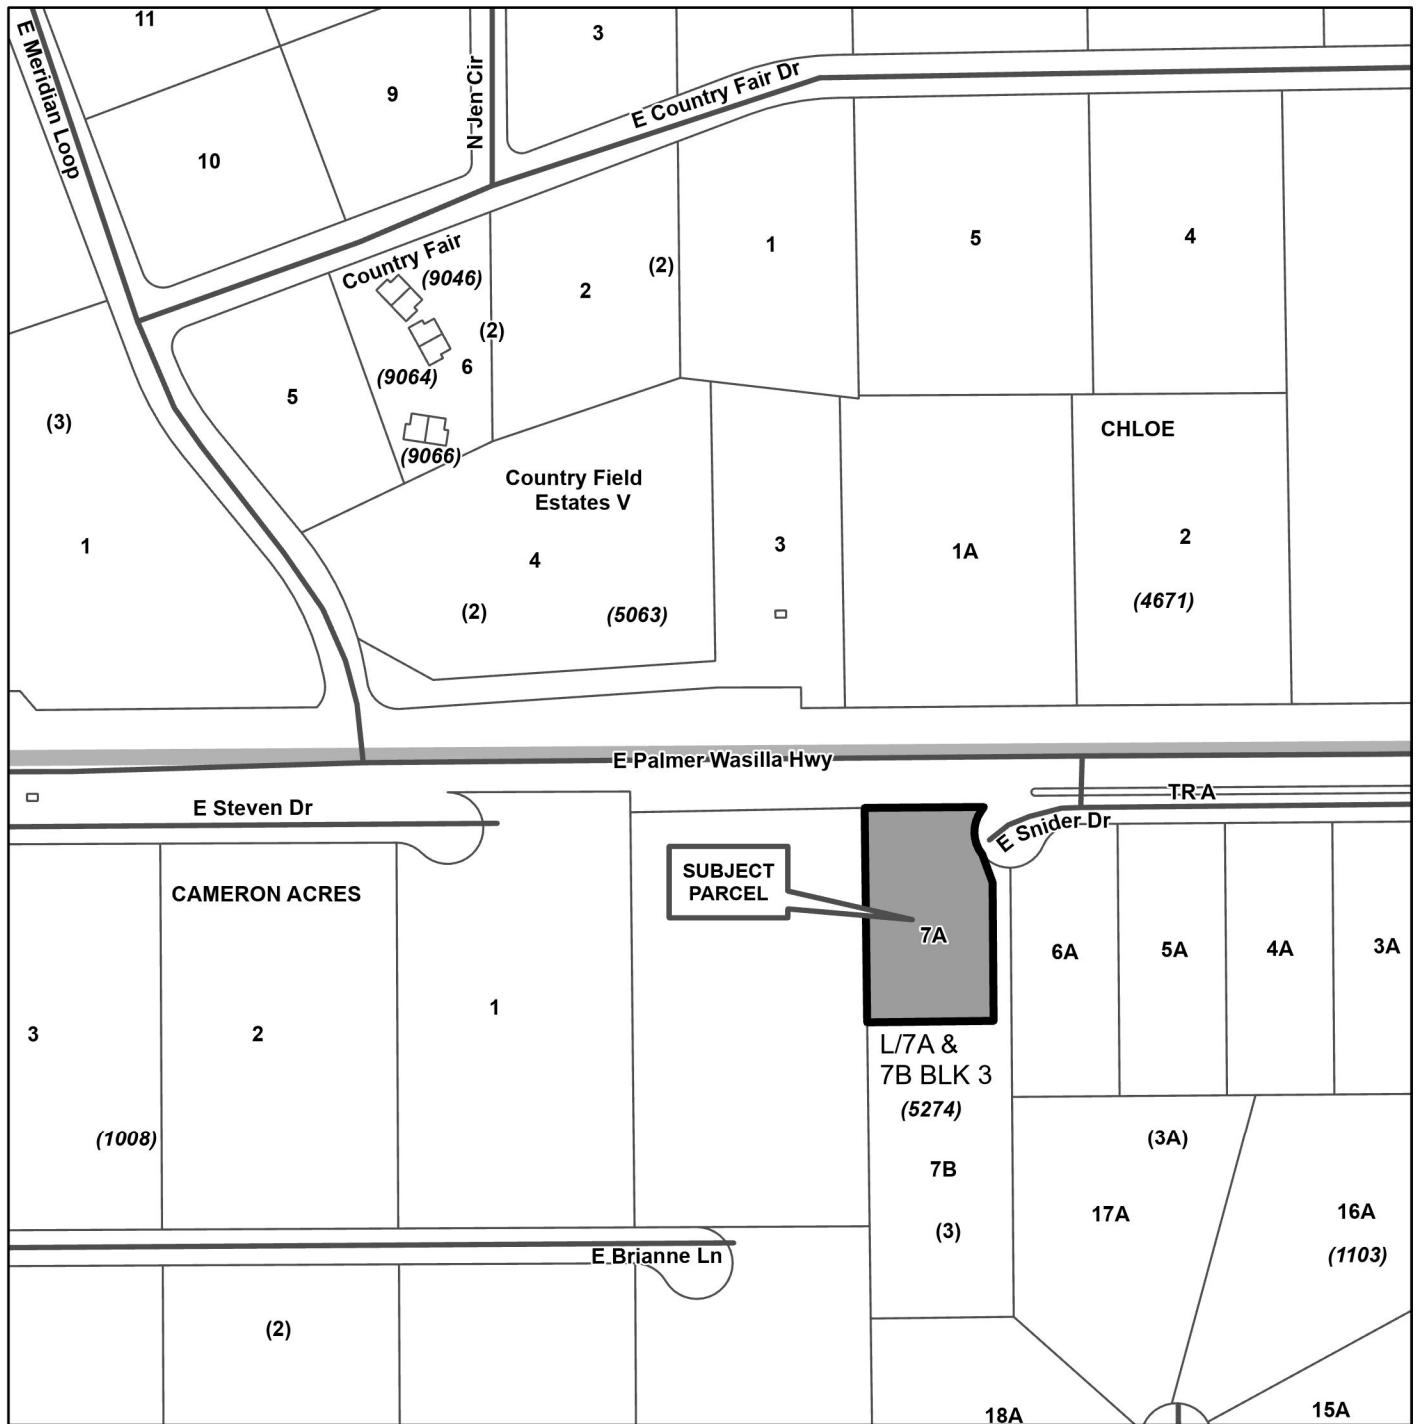 11
E Meridian Loop
9
N Jen Cir
3
E Country Fair Dr
10
Country Fair
(9046)
2
(2)
1
5
4
(2)
(9064)
6
5
(3)
(9066)
CHLOE
Country Field
Estates V
1
4
3
1A
2
(2)
(5063)
(4671)
E Palmer Wasilla Hwy
E Steven Dr
TR A
E Snider Dr
CAMERON ACRES
SUBJECT
PARCEL
7A
6A
5A
4A
3A
3
2
1
L/7A &
7B BLK 3
(5274)
(1008)
(3A)
7B
17A
16A
(3)
(1103)
E Brianne Ln
(2)
18A
15A